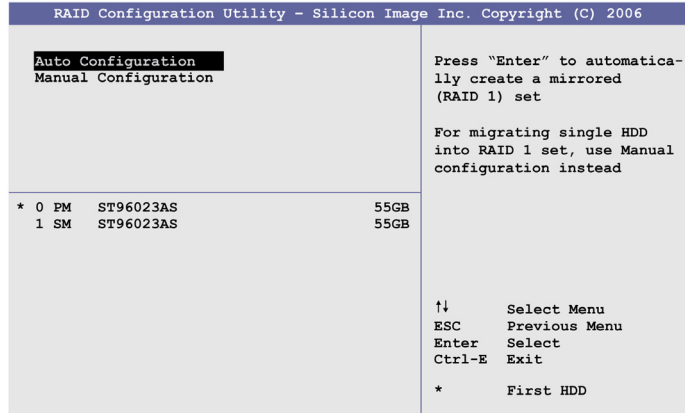 RAID Configuration Utility – Silicon Image Inc. Copyright (C) 2006
Auto Configuration
Manual Configuration
Press “Enter” to automatica-
lly create a mirrored
(RAID 1) set
For migrating single HDD
into RAID 1 set, use Manual
configuration instead
* 0 PM ST96023AS 55GB
1 SM ST96023AS 55GB
↑↓ Select Menu
ESC Previous Menu
Enter Select
Ctrl-E Exit
* First HDD